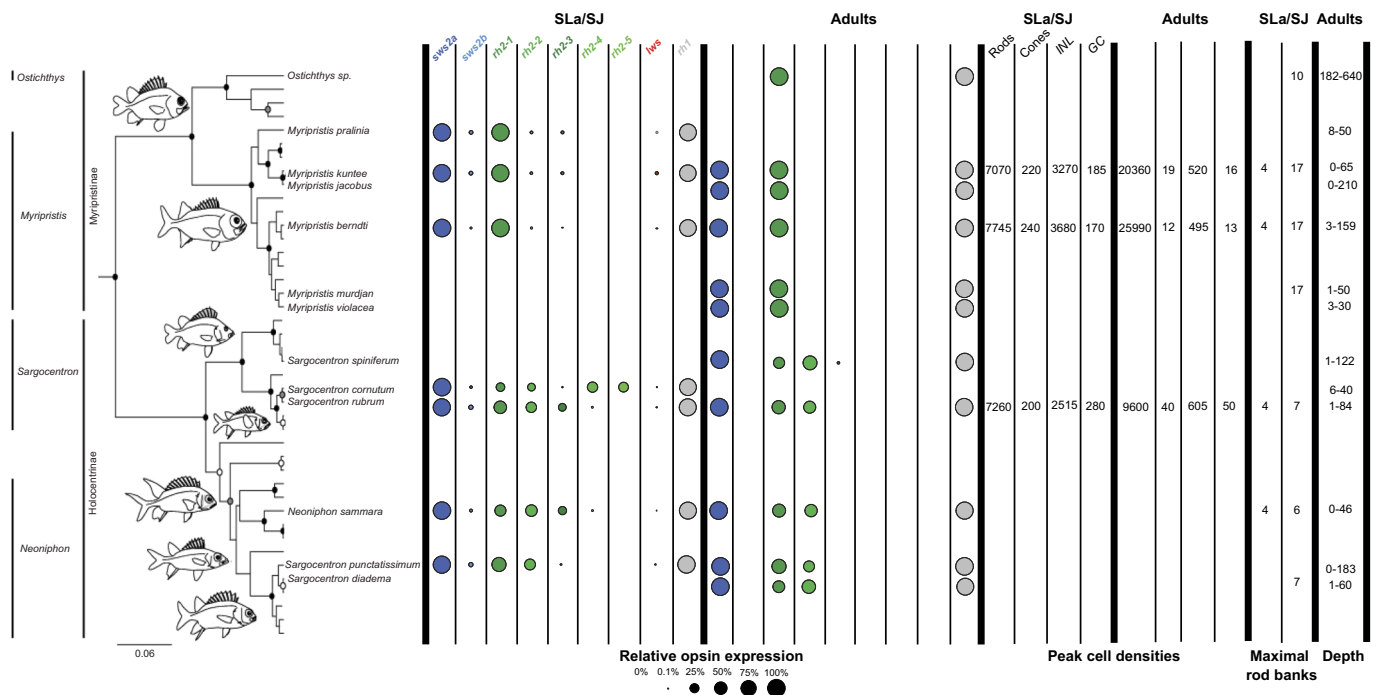 SLa/SJ Adults SLa/SJ Adults SLa/SJ Adults
sws2a sws2b rh2-1 rh2-2 rh2-3 rh2-4 rh2-5 lws rh1 Rods Cones INL GC
Ostichthys
Myripristis
Sargocentron
Neoniphon
Myripristinae
Holocentrinae
Ostichthys sp. 10 182-640
Myripristis pralinia 8-50
Myripristis kuntee 7070 220 3270 185 20360 19 520 16 4 17 0-65
Myripristis jacobus 0-210
Myripristis berndti 7745 240 3680 170 25990 12 495 13 4 17 3-159
Myripristis murdjan 17 1-50
Myripristis violacea 3-30
Sargocentron spiniferum 1-122
Sargocentron cornutum 6-40
Sargocentron rubrum 7260 200 2515 280 9600 40 605 50 4 7 1-84
Neoniphon sammara 4 6 0-46
Sargocentron punctatissimum 0-183
Sargocentron diadema 7 1-60
0.06
Relative opsin expression Peak cell densities Maximal rod banks Depth
0% 0.1% 25% 50% 75% 100%